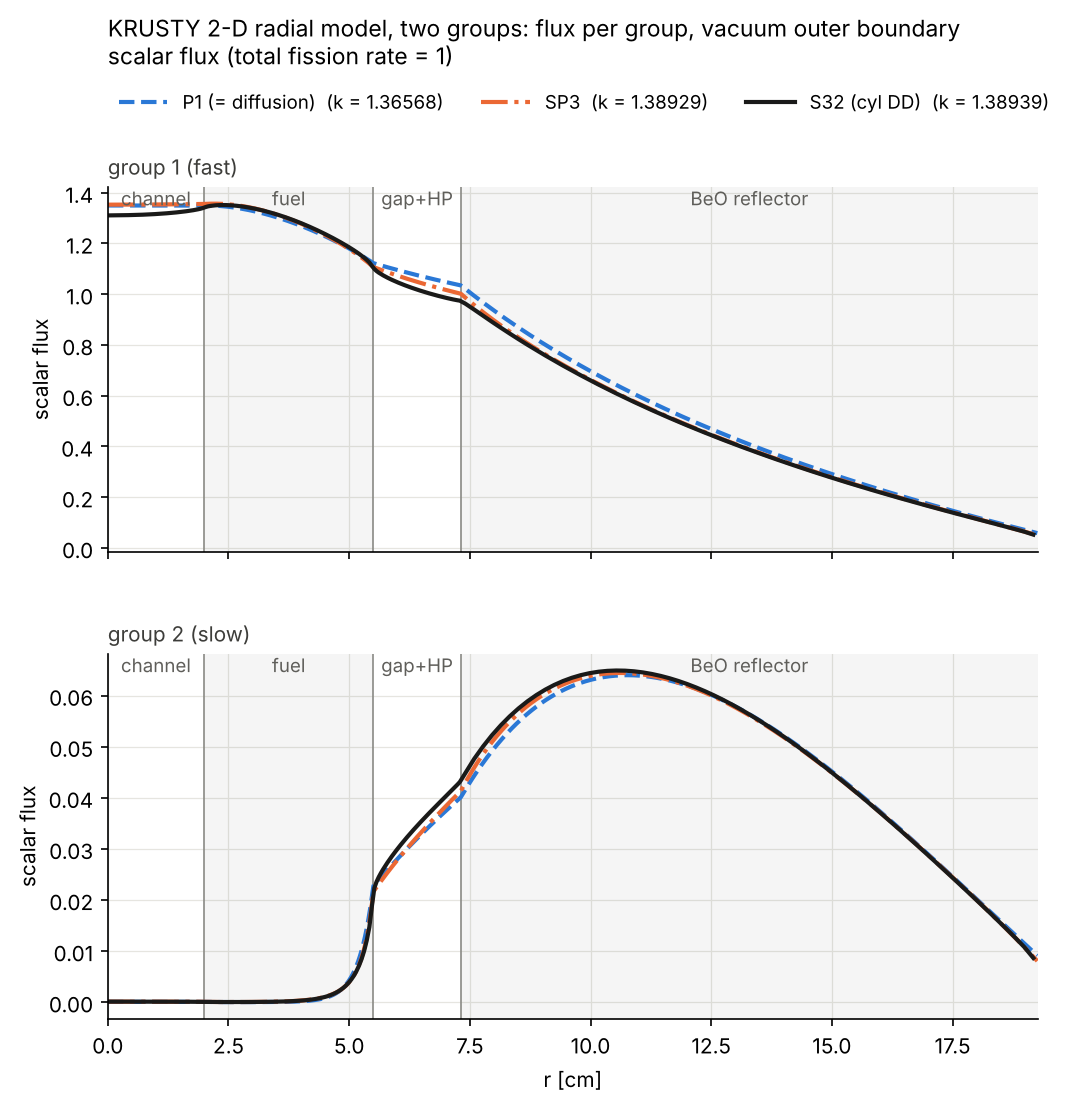 KRUSTY 2-D radial model, two groups: flux per group, vacuum outer boundary
scalar flux (total fission rate = 1)
P1 (= diffusion)  (k = 1.36568)
SP3  (k = 1.38929)
S32 (cyl DD)  (k = 1.38939)
group 1 (fast)
channel
fuel
gap+HP
BeO reflector
1.4
1.2
1.0
0.8
0.6
0.4
0.2
0.0
scalar flux
group 2 (slow)
channel
fuel
gap+HP
BeO reflector
0.06
0.05
0.04
0.03
0.02
0.01
0.00
scalar flux
0.0 2.5 5.0 7.5 10.0 12.5 15.0 17.5
r [cm]